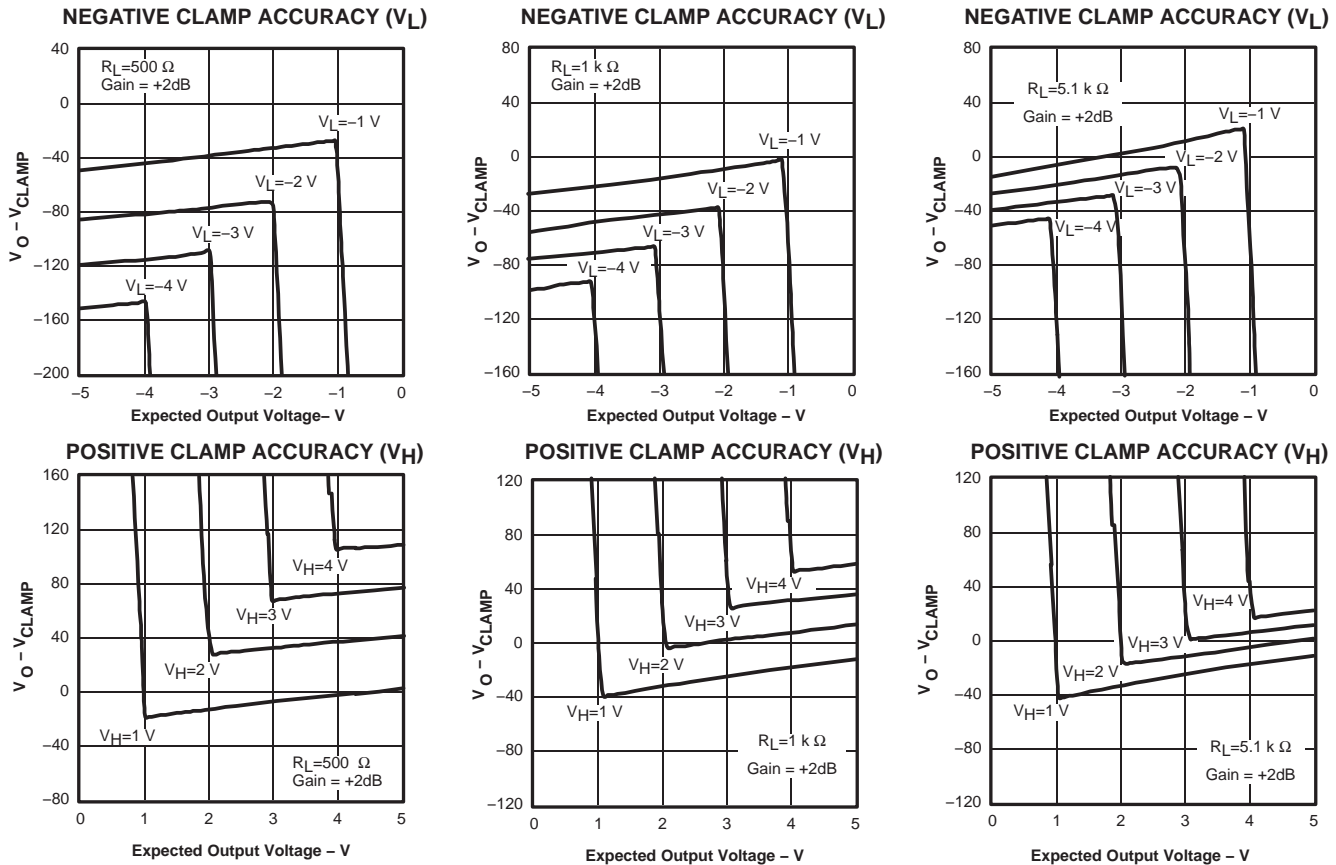 NEGATIVE CLAMP ACCURACY (VL)
40
0
−40
−80
−120
−160
−200
VO − VCLAMP
RL=500 Ω
Gain = +2dB
VL=−1 V
VL=−2 V
VL=−3 V
VL=−4 V
−5
−4
−3
−2
−1
0
Expected Output Voltage− V
NEGATIVE CLAMP ACCURACY (VL)
80
40
0
−40
−80
−120
−160
VO − VCLAMP
RL=1 k Ω
Gain = +2dB
VL=−1 V
VL=−2 V
VL=−3 V
VL=−4 V
−5
−4
−3
−2
−1
0
Expected Output Voltage − V
NEGATIVE CLAMP ACCURACY (VL)
80
40
20
0
−40
−80
−120
−160
VO − VCLAMP
RL=5.1 k Ω
Gain = +2dB
VL=−1 V
VL=−2 V
VL=−3 V
VL=−4 V
−5
−4
−3
−2
−1
0
Expected Output Voltage − V
POSITIVE CLAMP ACCURACY (VH)
160
120
80
40
0
−40
−80
VO − VCLAMP
VH=4 V
VH=3 V
VH=2 V
VH=1 V
RL=500 Ω
Gain = +2dB
0
1
2
3
4
5
Expected Output Voltage − V
POSITIVE CLAMP ACCURACY (VH)
120
80
40
0
−40
−80
−120
VO − VCLAMP
VH=4 V
VH=3 V
VH=2 V
VH=1 V
RL=1 k Ω
Gain = +2dB
0
1
2
3
4
5
Expected Output Voltage − V
POSITIVE CLAMP ACCURACY (VH)
120
80
40
0
−40
−80
−120
VO − VCLAMP
VH=4 V
VH=3 V
VH=2 V
VH=1 V
RL=5.1 k Ω
Gain = +2dB
0
1
2
3
4
5
Expected Output Voltage − V